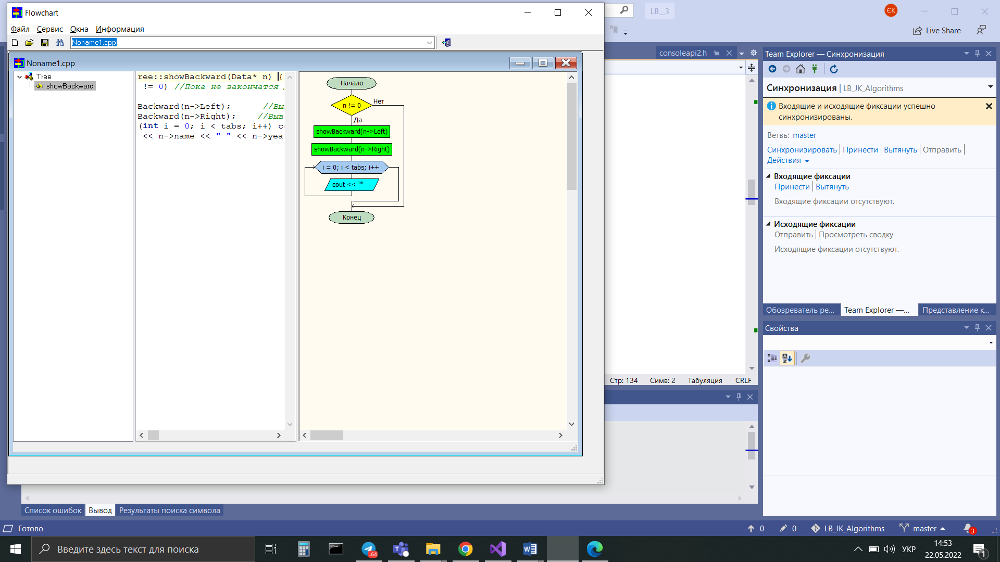 Flowchart
Файл Сервис Окна Информация
Noname1.cpp
Noname1.cpp
Tree
showBackward
ree::showBackward(Data* n) {
!= 0) //Пока не закончатся
Backward(n->Left); //Вы
Backward(n->Right); //Выв
(int i = 0; i < tabs; i++) co
<< n->name << " " << n->yea
Начало
n != 0
Нет
Да
showBackward(n->Left)
showBackward(n->Right)
i = 0; i < tabs; i++
cout << ""
Конец
LB__3
ЄК
Live Share
consoleapi2.h
Стр: 134 Симв: 2 Табуляция CRLF
Team Explorer — Синхронизация
Синхронизация | LB_JK_Algorithms
Входящие и исходящие фиксации успешно
синхронизированы.
Ветвь: master
Синхронизировать | Принести | Вытянуть | Отправить |
Действия
Входящие фиксации
Принести | Вытянуть
Входящие фиксации отсутствуют.
Исходящие фиксации
Отправить | Просмотреть сводку
Исходящие фиксации отсутствуют.
Обозреватель ре... Team Explorer —... Представление к...
Свойства
Список ошибок Вывод Результаты поиска символа
Готово
0 0 LB_JK_Algorithms master 3
Введите здесь текст для поиска
..64
УКР
14:53
22.05.2022
1